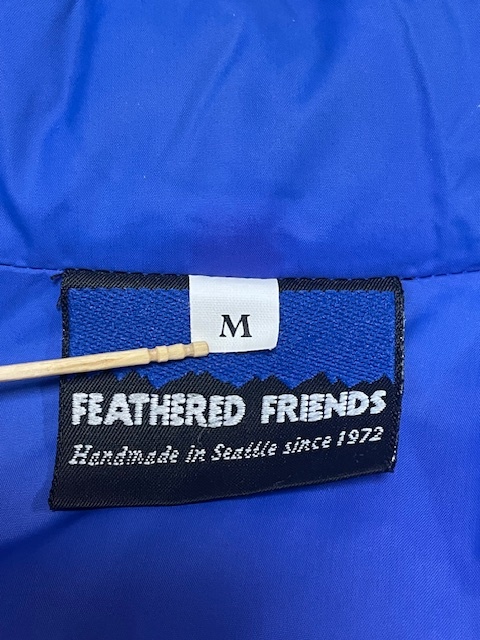 M
FEATHERED FRIENDS
Handmade in Seattle since 1972